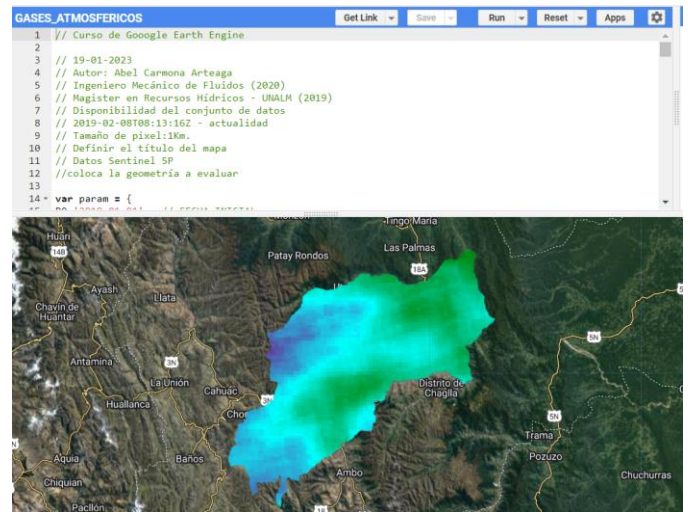 GASES_ATMOSFERICOS
Get Link Save Run Reset Apps
1 // Curso de Gooogle Earth Engine
2
3 // 19-01-2023
4 // Autor: Abel Carmona Arteaga
5 // Ingeniero Mecánico de Fluidos (2020)
6 // Magister en Recursos Hídricos - UNALM (2019)
7 // Disponibilidad del conjunto de datos
8 // 2019-02-08T08:13:16Z - actualidad
9 // Tamaño de pixel:1Km.
10 // Definir el título del mapa
11 // Datos Sentinel 5P
12 //coloca la geometría a evaluar
13
14 var param = {
Tingo María
Huari
14B
Patay Rondos
Las Palmas
18A
Ayash
Llata
Chavín de
Huantar
5N
Antamina
3N
La Unión
Cahuac
Distrito de
Chaglla
Huallanca
3N
Cho
5N
Trama
Aquia
Baños
Pozuzo
Ambo
Chuchurras
Chiquian
Pacllón